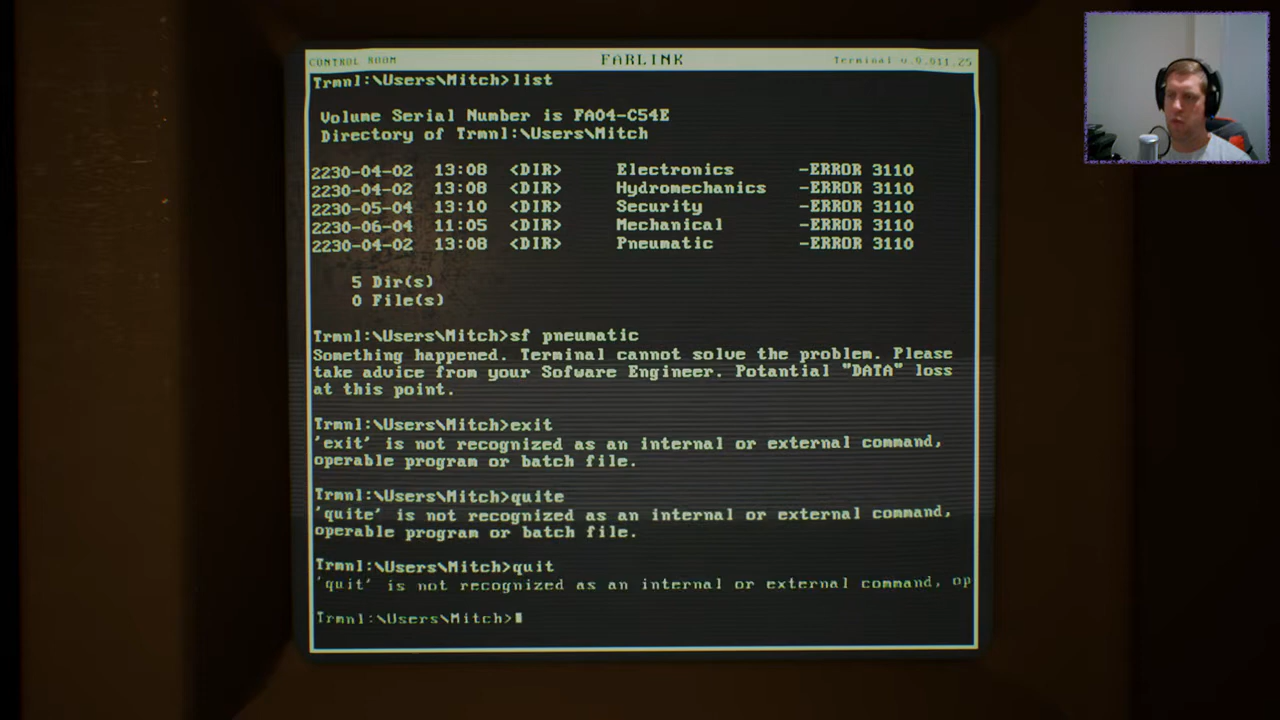 CONTROL ROOM FARLINK Terminal v.9.011.25
Trmnl:\Users\Mitch>list
Volume Serial Number is FA04-C54E
Directory of Trmnl:\Users\Mitch
2230-04-02 13:08 <DIR> Electronics -ERROR 3110
2230-04-02 13:08 <DIR> Hydromechanics -ERROR 3110
2230-05-04 13:10 <DIR> Security -ERROR 3110
2230-06-04 11:05 <DIR> Mechanical -ERROR 3110
2230-04-02 13:08 <DIR> Pneumatic -ERROR 3110
5 Dir(s)
0 File(s)
Trmnl:\Users\Mitch>sf pneumatic
Something happened. Terminal cannot solve the problem. Please
take advice from your Sofware Engineer. Potential "DATA" loss
at this point.
Trmnl:\Users\Mitch>exit
'exit' is not recognized as an internal or external command,
operable program or batch file.
Trmnl:\Users\Mitch>quite
'quite' is not recognized as an internal or external command,
operable program or batch file.
Trmnl:\Users\Mitch>quit
'quit' is not recognized as an internal or external command, op
Trmnl:\Users\Mitch>